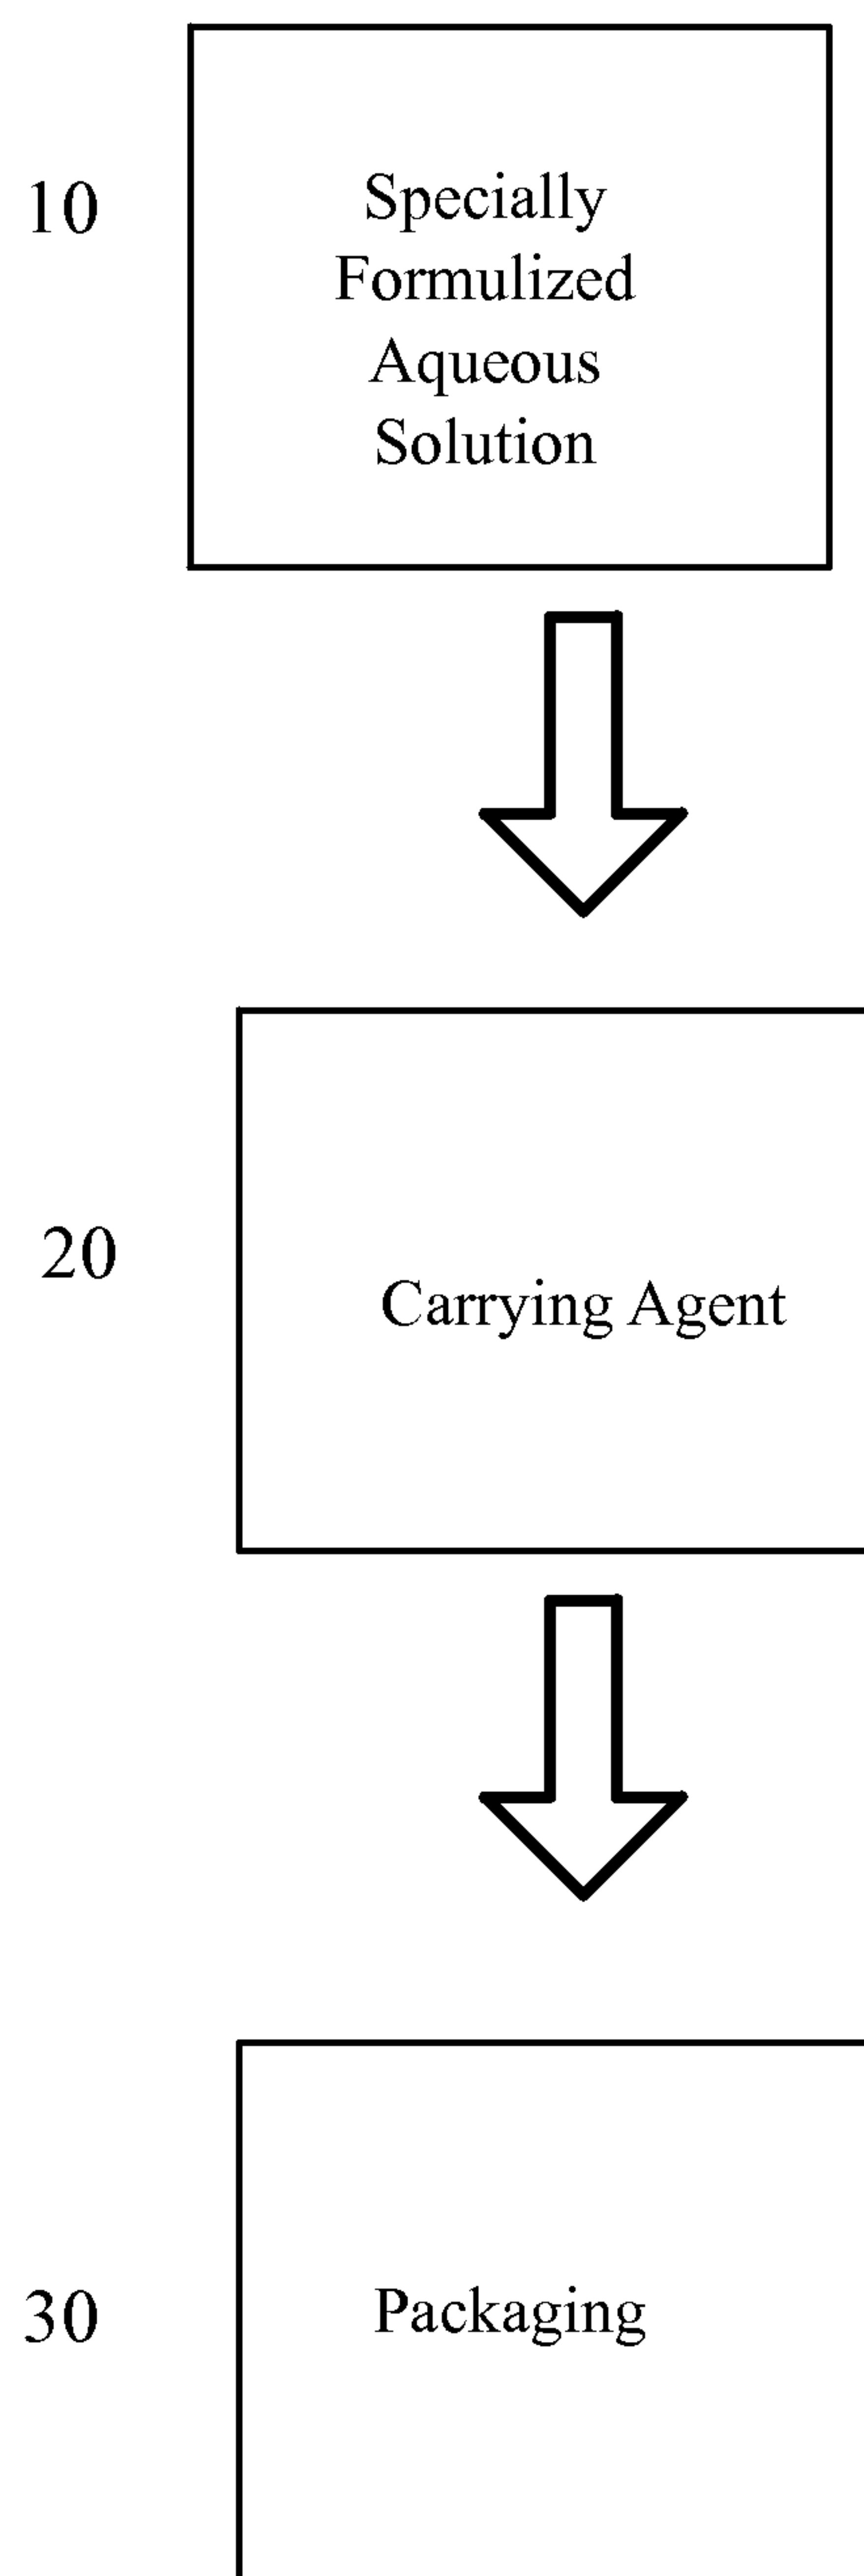 10
Specially
Formulized
Aqueous
Solution
20
Carrying Agent
30
Packaging